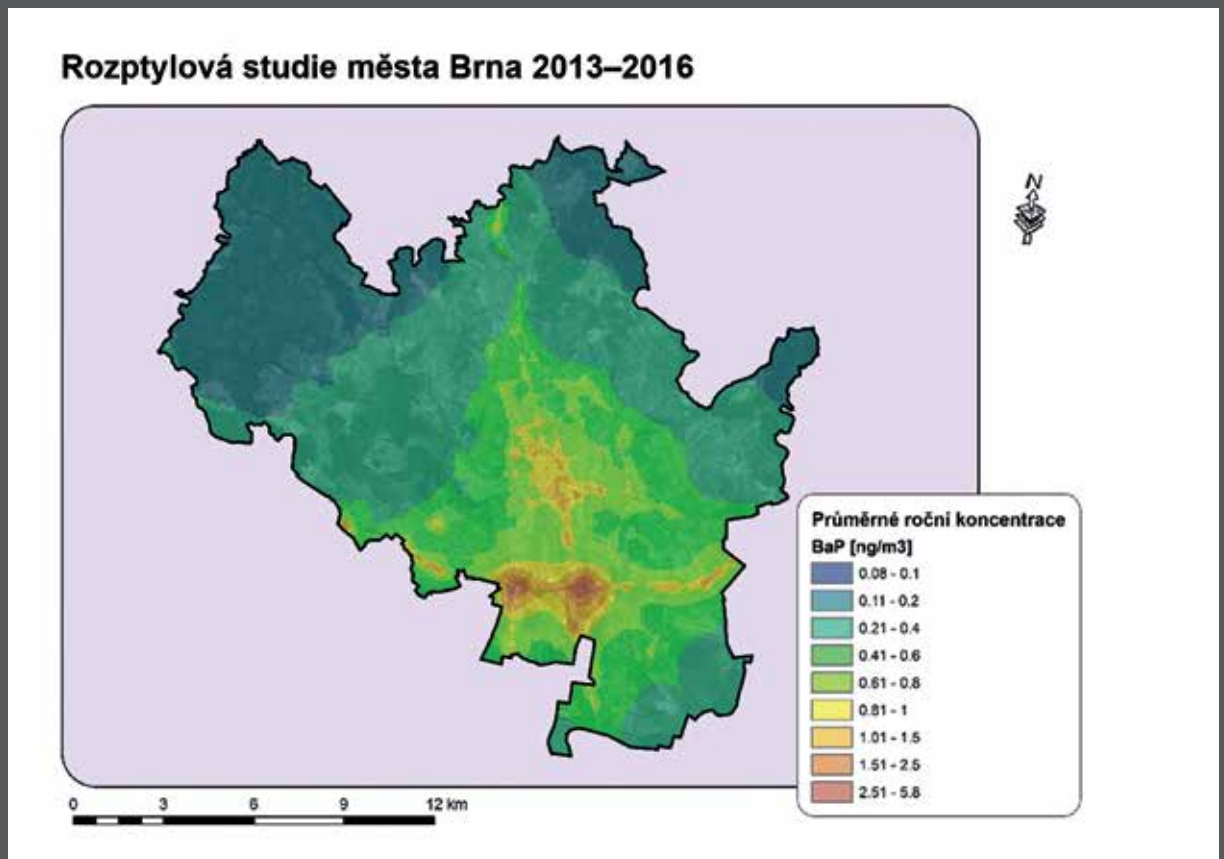 Rozptylová studie města Brna 2013–2016
N
Průměrné roční koncentrace
BaP [ng/m3]
0.08 - 0.1
0.11 - 0.2
0.21 - 0.4
0.41 - 0.6
0.61 - 0.8
0.81 - 1
1.01 - 1.5
1.51 - 2.5
2.51 - 5.8
0 3 6 9 12 km